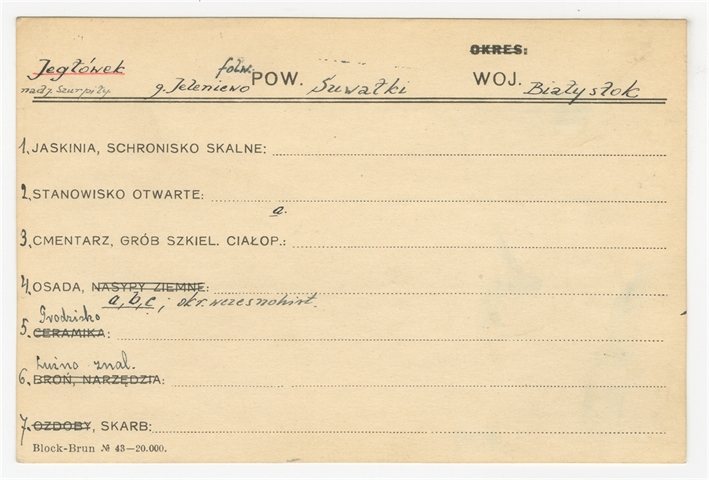 OKRES:
Jegłówek folw. POW. Suwałki WOJ. Białystok
nad j. Szurpiły g. Jeleniewo
1. JASKINIA, SCHRONISKO SKALNE:
2. STANOWISKO OTWARTE:
a.
3. CMENTARZ, GRÓB SZKIEL. CIAŁOP.:
4. OSADA, NASYPY ZIEMNE:
a, b, c; okr. wczesnohist.
Grodzisko
5. CERAMIKA:
Luźno znal.
6. BROŃ, NARZĘDZIA:
7. OZDOBY, SKARB:
Block-Brun № 43—20.000.